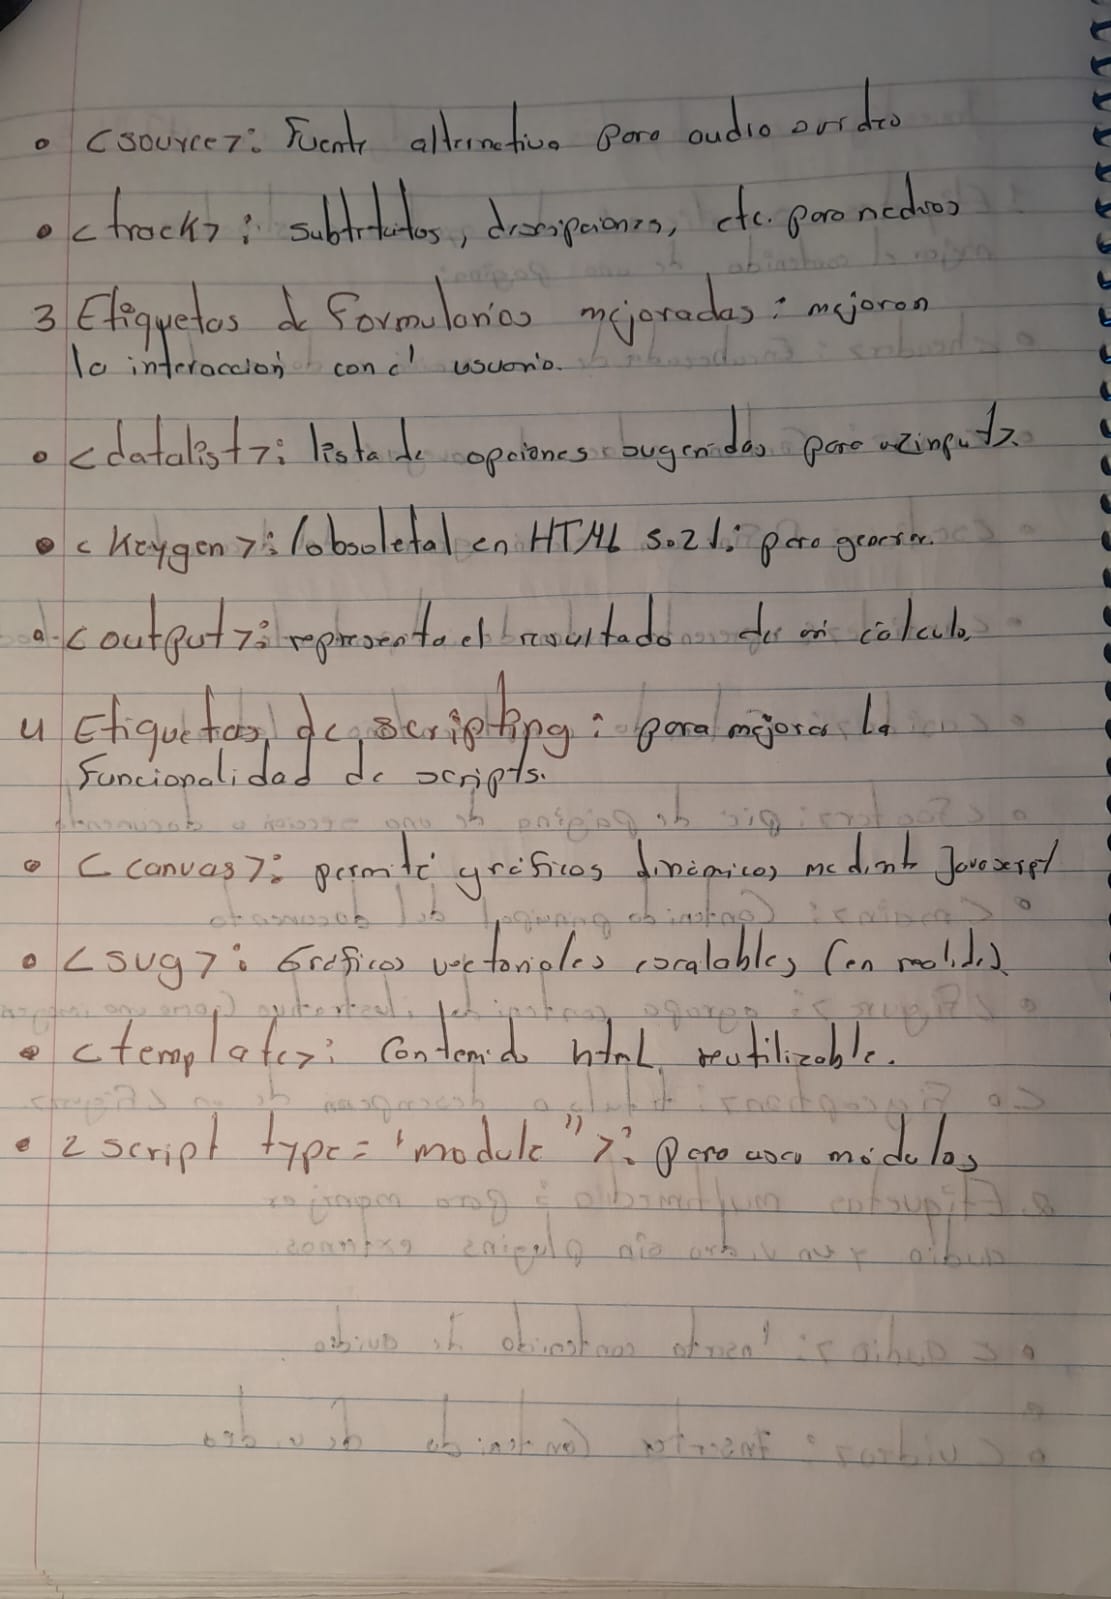 • <source>: Fuente alternativa para audio o video
• <track>: subtitulos, descripciones, etc. para medios
3 Etiquetas de Formularios mejoradas: mejoran
la interacción con el usuario.
• <datalist>: lista de opciones sugeridas para <input>.
• <Keygen>: (obsoleta) en HTML 5.2): para generar.
• <output>: representa el resultado de un cálculo.
4 Etiquetas de scripting: para mejorar la
Funcionalidad de scripts.
• <canvas>: permite gráficos dinámicos mediante Javascript
• <svg>: Gráficos vectoriales escalables (en realidad)
• <template>: Contenido html reutilizable.
• <script type="module">: para usar módulos